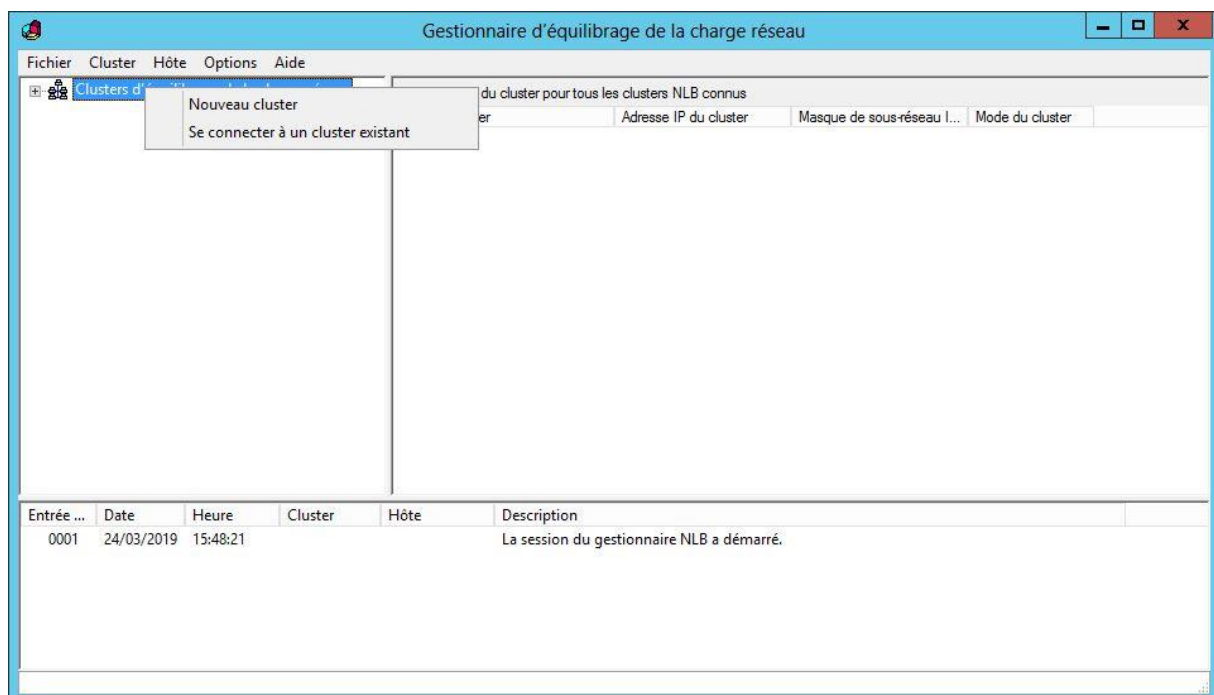 Gestionnaire d'équilibrage de la charge réseau
Fichier Cluster Hôte Options Aide
Clusters
Nouveau cluster
Se connecter à un cluster existant
du cluster pour tous les clusters NLB connus
er Adresse IP du cluster Masque de sous-réseau I... Mode du cluster
Entrée ... Date Heure Cluster Hôte Description
0001 24/03/2019 15:48:21 La session du gestionnaire NLB a démarré.